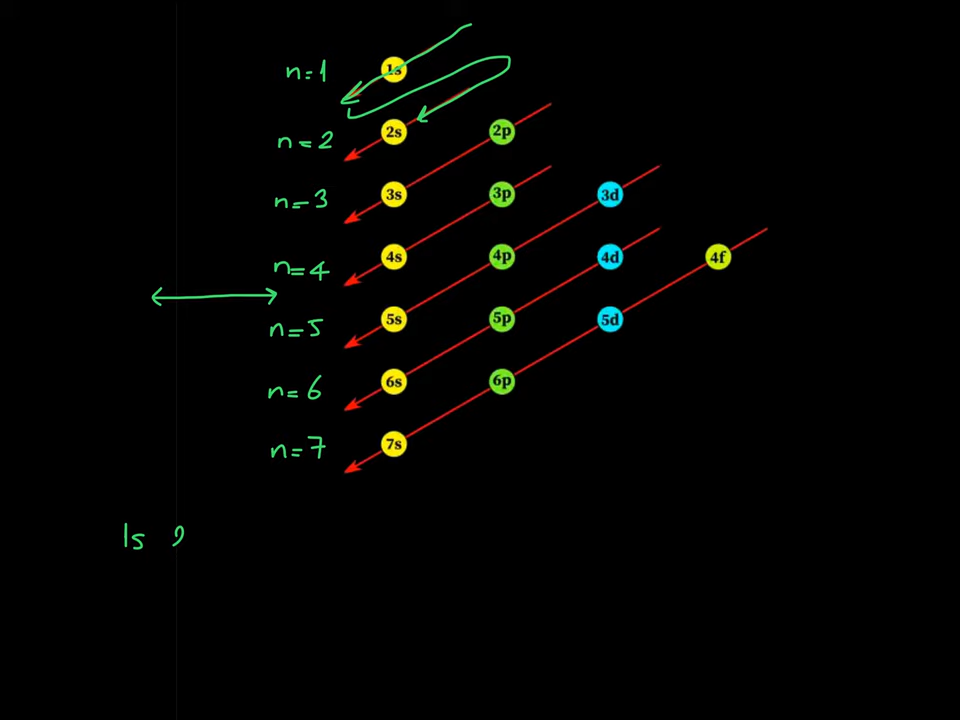 n=1 1s
n=2 2s 2p
n=3 3s 3p 3d
n=4 4s 4p 4d 4f
n=5 5s 5p 5d
n=6 6s 6p
n=7 7s
1s